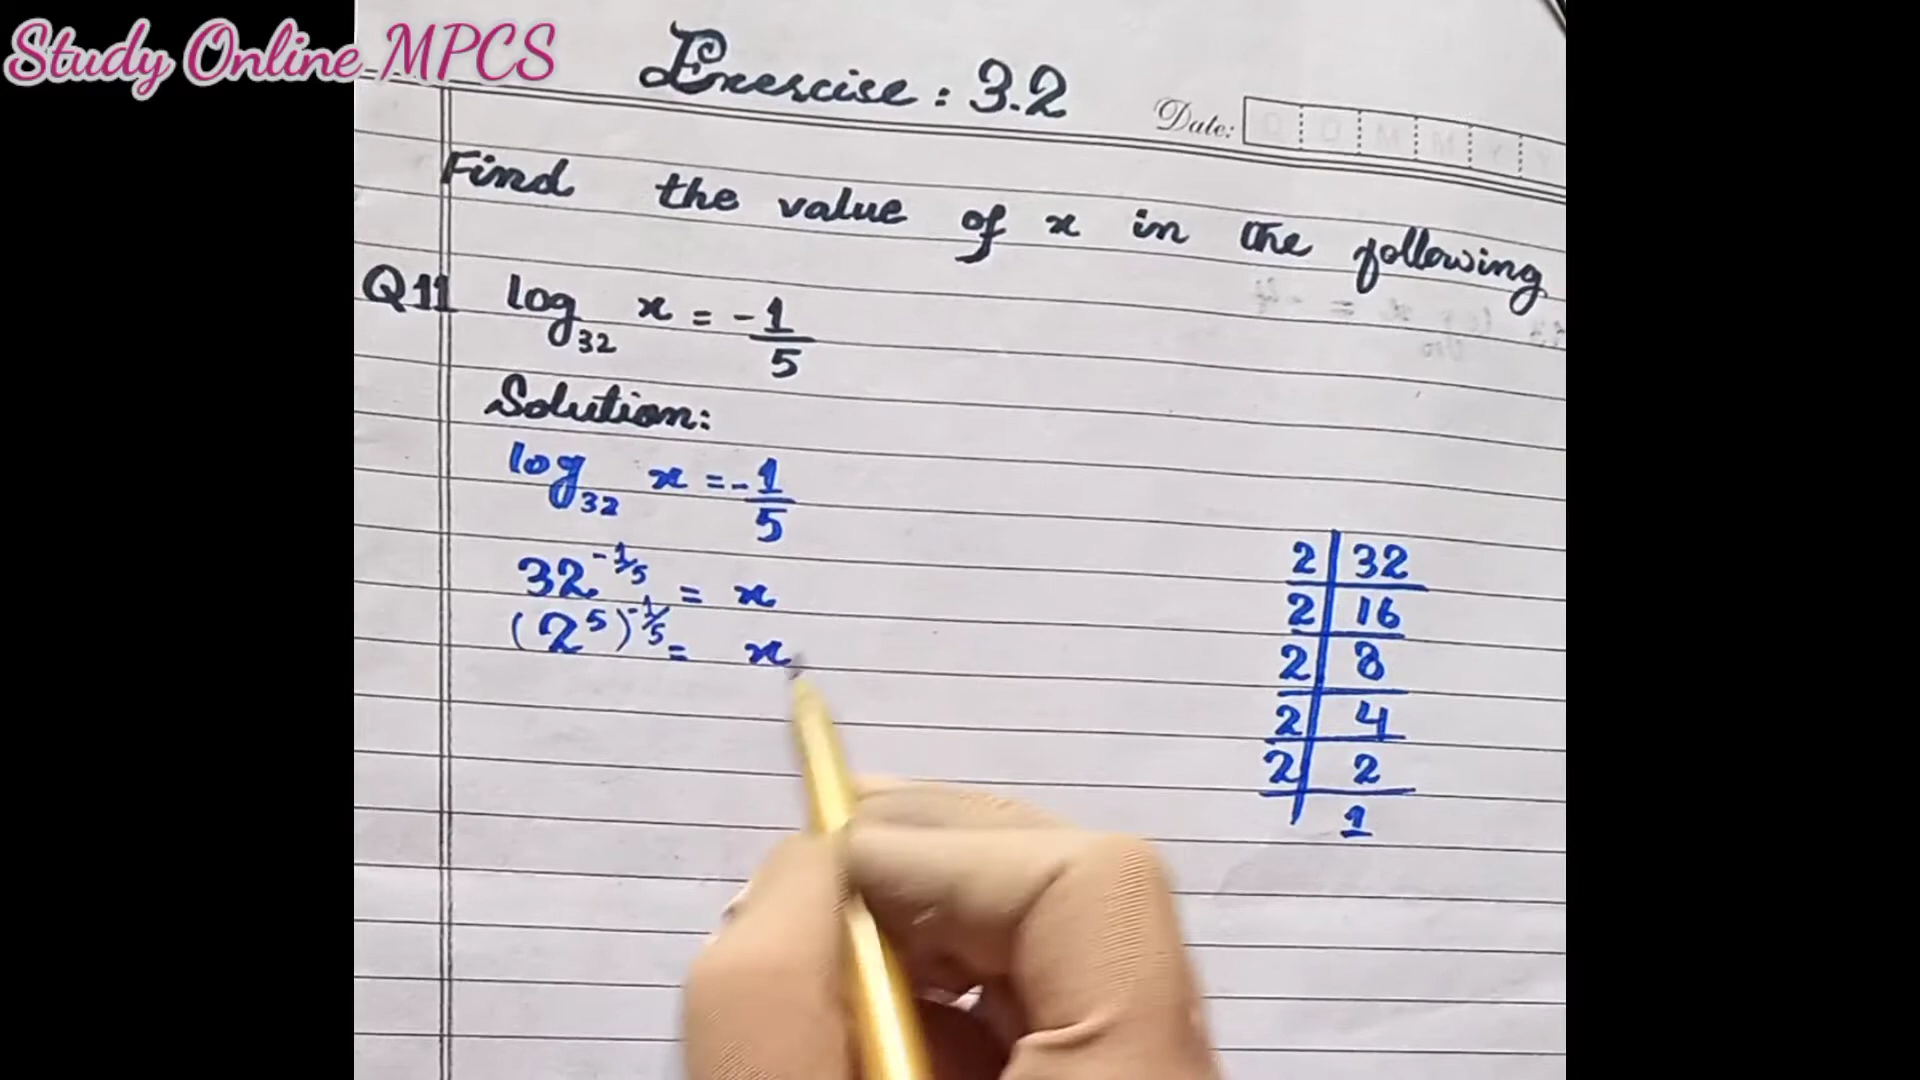 Study Online MPCS
Exercise: 3.2
Date:
Find the value of x in the following
Q11 log₃₂ x = -1/5
Solution:
log₃₂ x = -1/5
32^-1/5 = x
(2^5)^-1/5 = x
2 | 32
2 | 16
2 | 8
2 | 4
2 | 2
1